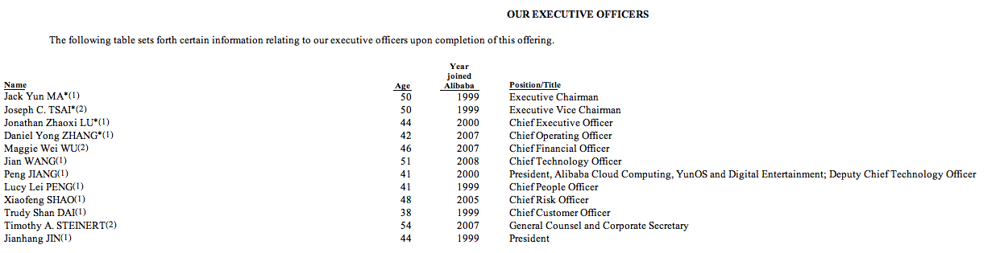 OUR EXECUTIVE OFFICERS
The following table sets forth certain information relating to our executive officers upon completion of this offering.
Year
joined
Name Age Alibaba Position/Title
Jack Yun MA*(1) 50 1999 Executive Chairman
Joseph C. TSAI*(2) 50 1999 Executive Vice Chairman
Jonathan Zhaoxi LU*(1) 44 2000 Chief Executive Officer
Daniel Yong ZHANG*(1) 42 2007 Chief Operating Officer
Maggie Wei WU(2) 46 2007 Chief Financial Officer
Jian WANG(1) 51 2008 Chief Technology Officer
Peng JIANG(1) 41 2000 President, Alibaba Cloud Computing, YunOS and Digital Entertainment; Deputy Chief Technology Officer
Lucy Lei PENG(1) 41 1999 Chief People Officer
Xiaofeng SHAO(1) 48 2005 Chief Risk Officer
Trudy Shan DAI(1) 38 1999 Chief Customer Officer
Timothy A. STEINERT(2) 54 2007 General Counsel and Corporate Secretary
Jianhang JIN(1) 44 1999 President